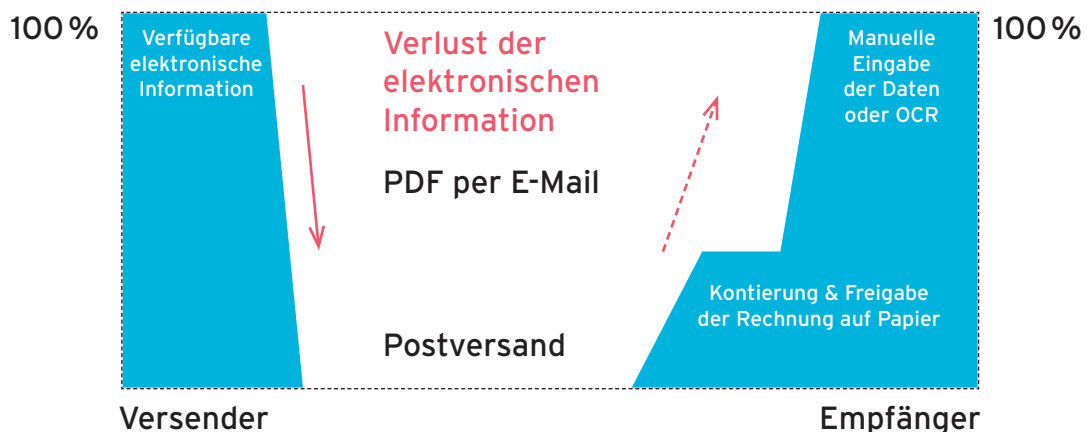 100 %
Verfügbare
elektronische
Information
Verlust der
elektronischen
Information
PDF per E-Mail
Postversand
Manuelle
Eingabe
der Daten
oder OCR
100 %
Kontierung & Freigabe
der Rechnung auf Papier
Versender
Empfänger